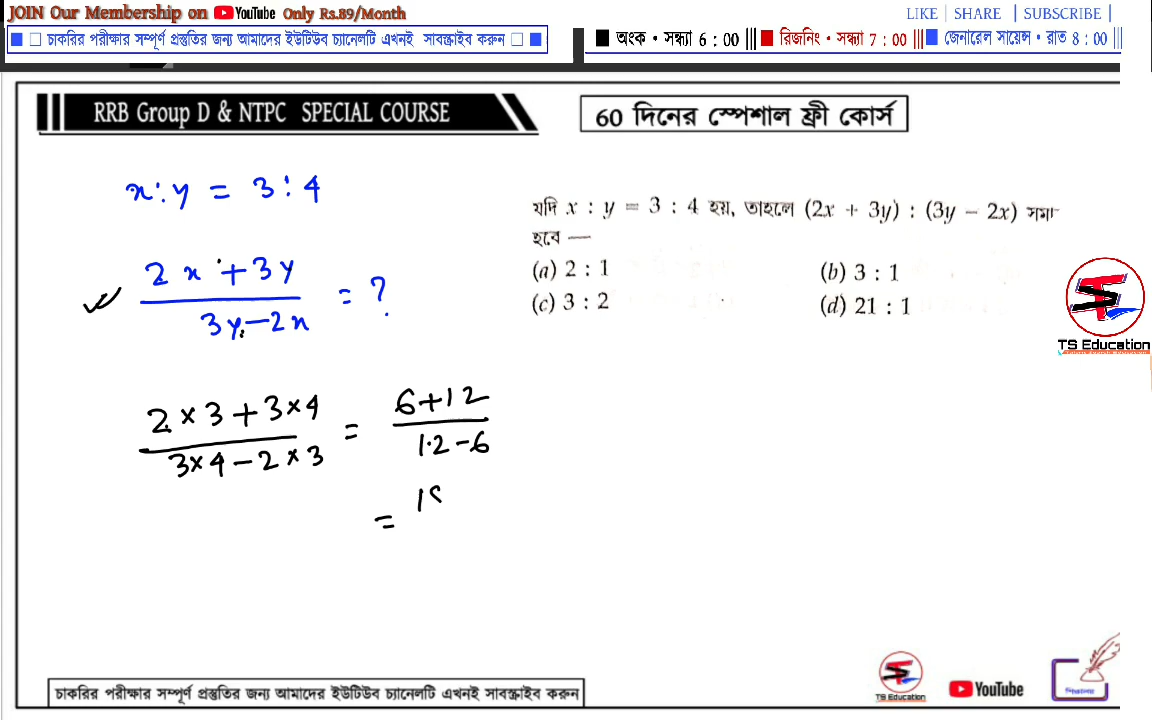 JOIN Our Membership on YouTube Only Rs.89/Month
LIKE | SHARE | SUBSCRIBE |
■ □ চাকরির পরীক্ষার সম্পূর্ণ প্রস্তুতির জন্য আমাদের ইউটিউব চ্যানেলটি এখনই সাবস্ক্রাইব করুন □ ■
■ অংক • সন্ধ্যা 6 : 00 ||| ■ রিজনিং • সন্ধ্যা 7 : 00 ||| ■ জেনারেল সায়েন্স • রাত 8 : 00 |||
RRB Group D & NTPC SPECIAL COURSE
60 দিনের স্পেশাল ফ্রী কোর্স
x : y = 3 : 4
2x + 3y
3y - 2x
= ?
2 × 3 + 3 × 4
3 × 4 - 2 × 3
= 6 + 12
12 - 6
=
যদি x : y = 3 : 4 হয়, তাহলে (2x + 3y) : (3y – 2x) সমা
হবে —
(a) 2 : 1
(b) 3 : 1
(c) 3 : 2
(d) 21 : 1
TS Education
চাকরির পরীক্ষার সম্পূর্ণ প্রস্তুতির জন্য আমাদের ইউটিউব চ্যানেলটি এখনই সাবস্ক্রাইব করুন
TS Education
YouTube